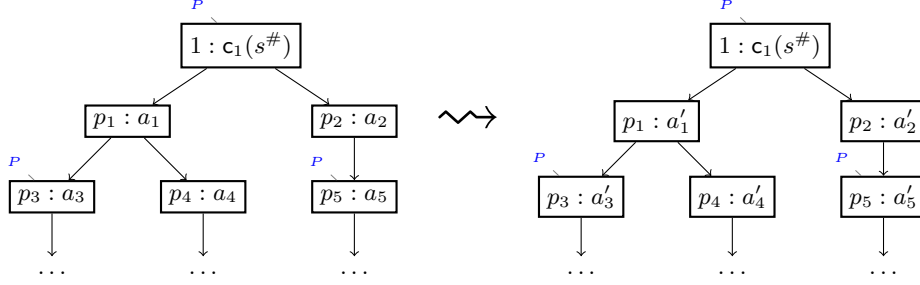 P P
1 : c₁(s^#) 1 : c₁(s^#)
p₁ : a₁ p₂ : a₂ p₁ : a′₁ p₂ : a′₂
P P P P
p₃ : a₃ p₄ : a₄ p₅ : a₅ p₃ : a′₃ p₄ : a′₄ p₅ : a′₅
… … … … … …